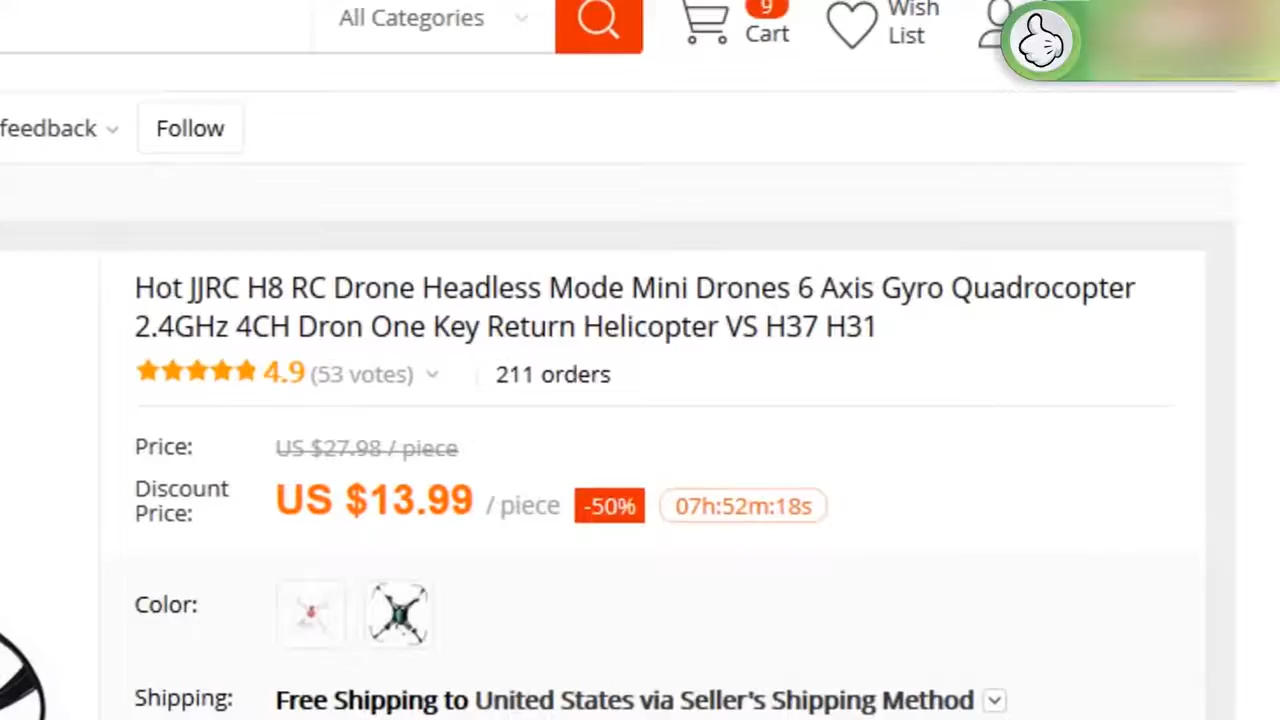 All Categories
9
Cart
Wish
List
feedback
Follow
Hot JJRC H8 RC Drone Headless Mode Mini Drones 6 Axis Gyro Quadrocopter
2.4GHz 4CH Dron One Key Return Helicopter VS H37 H31
4.9 (53 votes)
211 orders
Price:
US $27.98 / piece
Discount
Price:
US $13.99 / piece
-50%
07h:52m:18s
Color:
Shipping:
Free Shipping to United States via Seller's Shipping Method